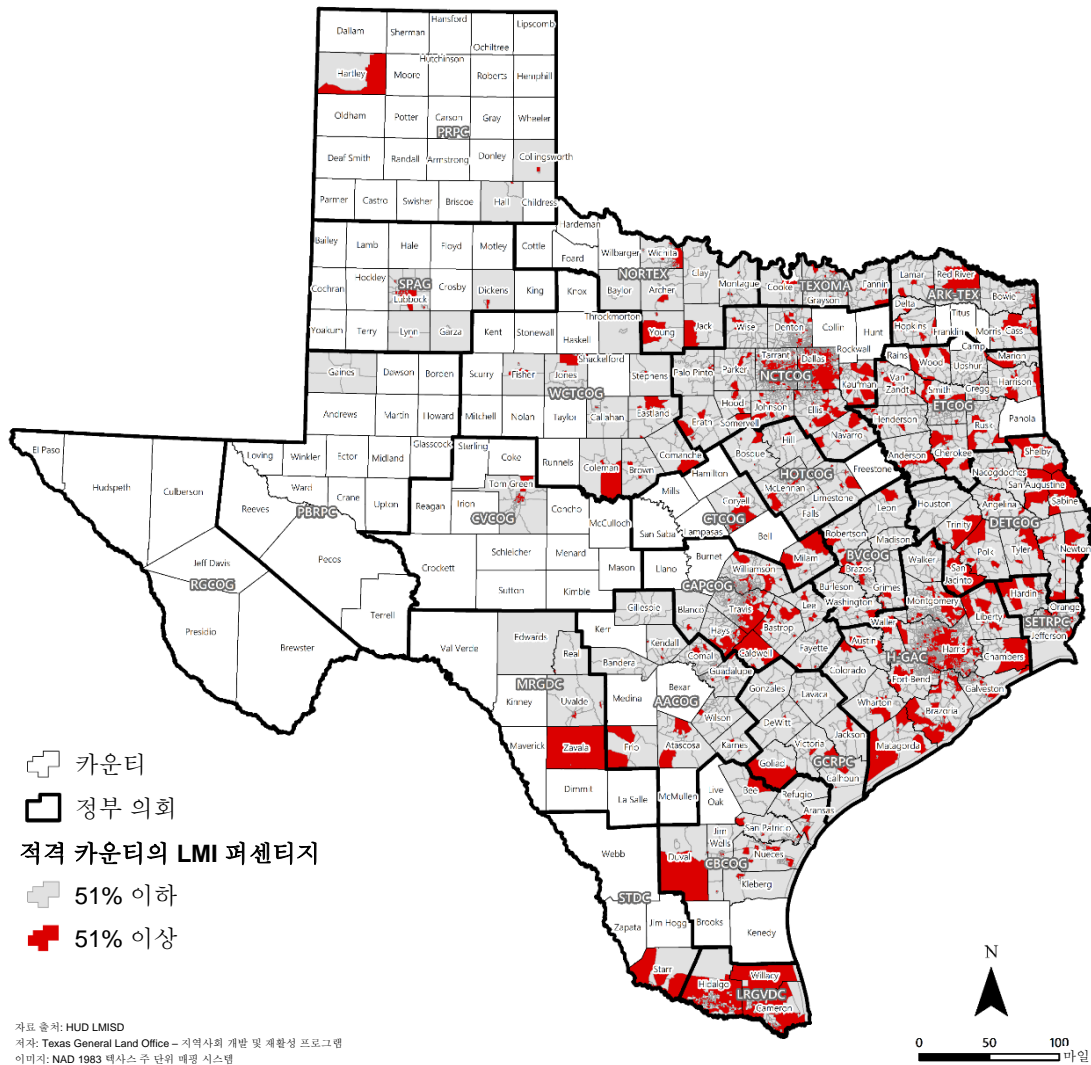 Dallam
Sherman
Hansford
Ochiltree
Lipscomb
Hartley
Moore
Hutchinson
Roberts
Hemphill
Oldham
Potter
Carson
Gray
Wheeler
PRPC
Deaf Smith
Randall
Armstrong
Donley
Collingsworth
Parmer
Castro
Swisher
Briscoe
Hall
Childress
Bailey
Lamb
Hale
Floyd
Motley
Cottle
Hardeman
Foard
Wilbarger
Wichita
NORTEX
Clay
Montague
Cooke
TEXOMA
Grayson
Fannin
Lamar
Red River
ARK-TEX
Bowie
Delta
Titus
Hopkins
Franklin
Morris
Cass
Camp
Cochran
Hockley
SPAG
Lubbock
Crosby
Dickens
King
Knox
Baylor
Archer
Throckmorton
Young
Jack
Wise
Denton
Collin
Hunt
Rockwall
Yoakum
Terry
Lynn
Garza
Kent
Stonewall
Haskell
Gaines
Dawson
Borden
Scurry
Fisher
Jones
Shackelford
Stephens
WCTCOG
Palo Pinto
Parker
Tarrant
Dallas
NCTCOG
Kaufman
Rains
Van Zandt
Wood
Upshur
Marion
Smith
Gregg
Harrison
ETCOG
Andrews
Martin
Howard
Mitchell
Nolan
Taylor
Callahan
Eastland
Erath
Hood
Somervell
Johnson
Ellis
Navarro
Henderson
Rusk
Panola
Anderson
Cherokee
Shelby
El Paso
Hudspeth
Culberson
Loving
Winkler
Ector
Midland
Glasscock
Sterling
Coke
Runnels
Coleman
Brown
Comanche
Hamilton
Bosque
Hill
HOTCOG
Freestone
McLennan
Limestone
Falls
Leon
Houston
Nacogdoches
San Augustine
Sabine
Angelina
DETCOG
Trinity
Reeves
Ward
PBRPC
Crane
Upton
Reagan
Irion
Tom Green
CVCOG
Concho
McCulloch
San Saba
Mills
CTCOG
Lampasas
Coryell
Bell
Robertson
Milam
BVCOG
Brazos
Madison
Walker
Polk
Tyler
Newton
San Jacinto
Jeff Davis
RGCOG
Pecos
Crockett
Schleicher
Menard
Mason
Llano
Burnet
Williamson
CAPCOG
Burleson
Washington
Grimes
Montgomery
Hardin
Liberty
Orange
SETRPC
Jefferson
Presidio
Brewster
Terrell
Sutton
Kimble
Gillespie
Blanco
Travis
Hays
Bastrop
Lee
Fayette
Austin
Waller
Harris
H-GAC
Chambers
Val Verde
Edwards
Real
Kerr
Kendall
Bandera
Comal
Caldwell
Guadalupe
Gonzales
Lavaca
Colorado
Fort Bend
Wharton
Galveston
Brazoria
MRGDC
Kinney
Uvalde
Medina
Bexar
AACOG
Wilson
DeWitt
Jackson
Matagorda
Maverick
Zavala
Frio
Atascosa
Karnes
Victoria
GCRPC
Goliad
Calhoun
Dimmit
La Salle
McMullen
Live Oak
Bee
Refugio
Aransas
San Patricio
Webb
Duval
Jim Wells
Nueces
CBCOG
Kleberg
STDC
Zapata
Jim Hogg
Brooks
Kenedy
Starr
Hidalgo
Willacy
LRGVDC
Cameron
카운티
정부 의회
적격 카운티의 LMI 퍼센티지
51% 이하
51% 이상
자료 출처: HUD LMISD
저자: Texas General Land Office – 지역사회 개발 및 재활성 프로그램
이미지: NAD 1983 텍사스 주 단위 매핑 시스템
N
0 50 100
마일